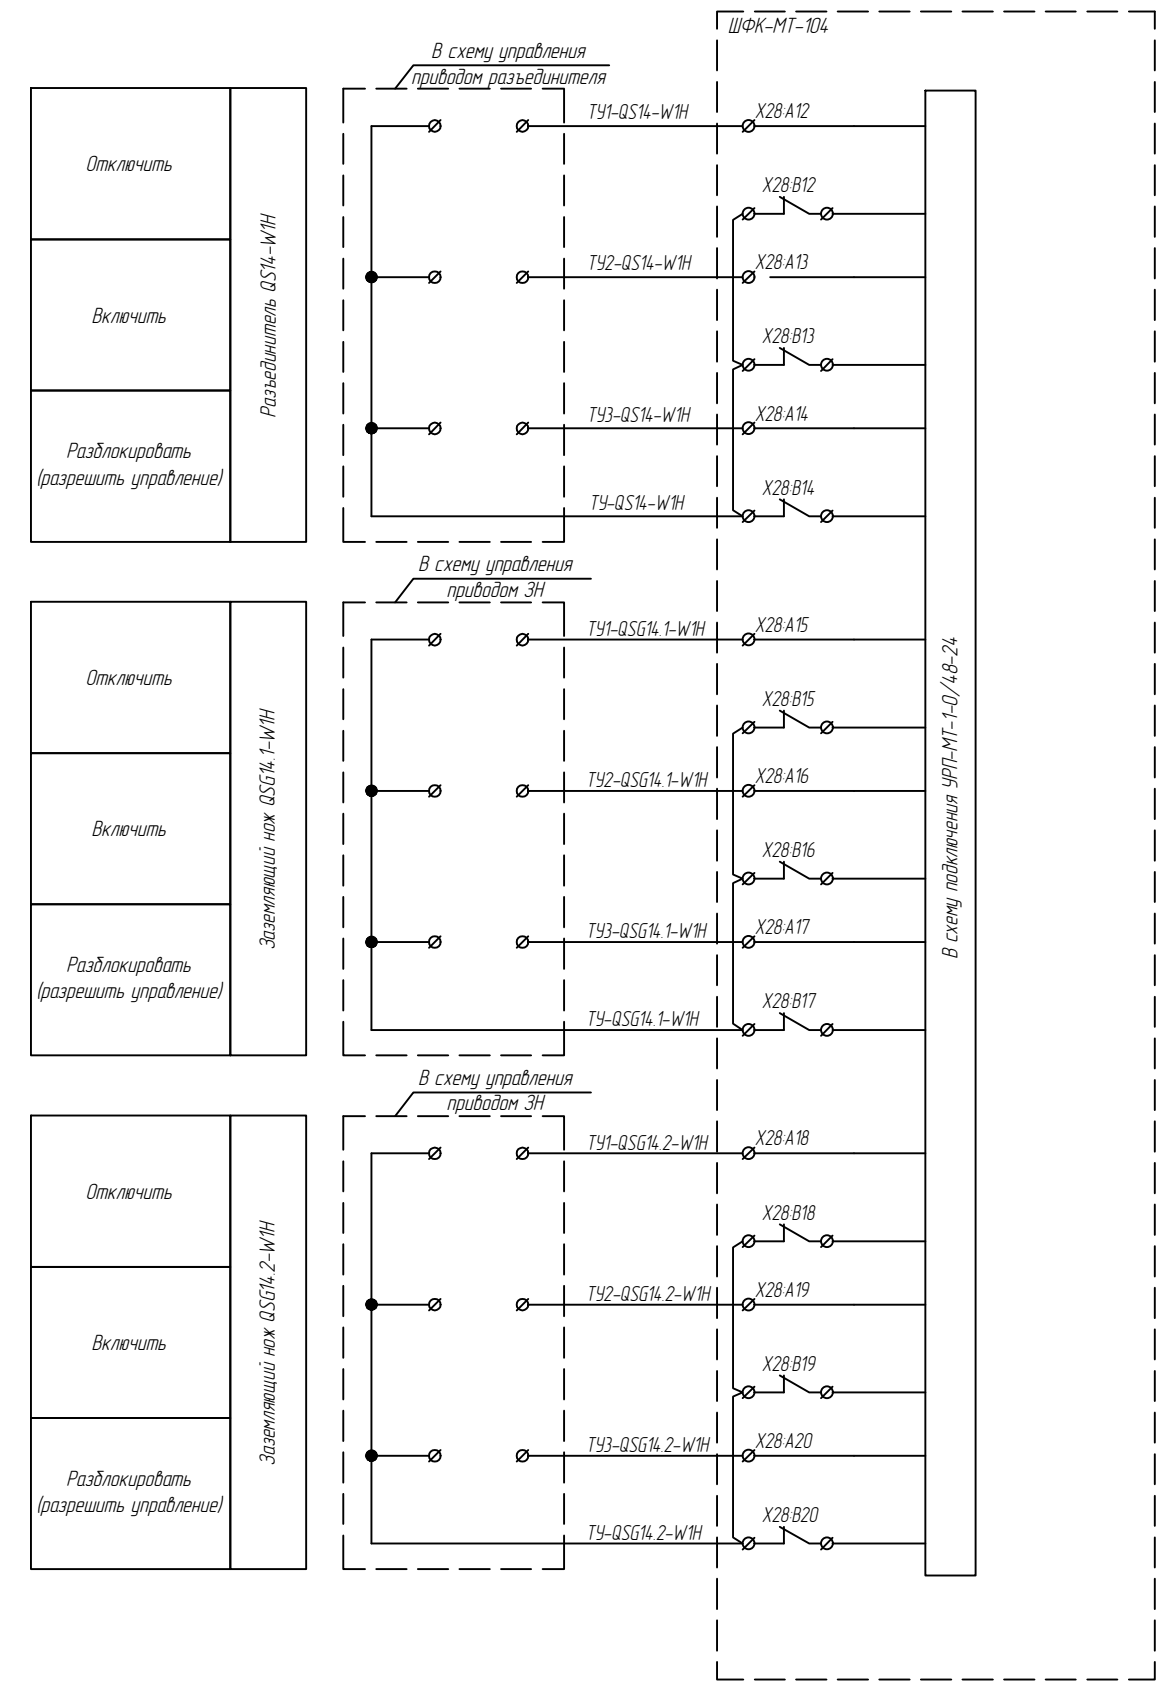 ШФК-МТ-104
В схему управления
приводом разъединителя
Отключить
Включить
Разблокировать
(разрешить управление)
Разъединитель QS14-W1H
ТУ1-QS14-W1H
X28:A12
X28:B12
ТУ2-QS14-W1H
X28:A13
X28:B13
ТУ3-QS14-W1H
X28:A14
X28:B14
ТУ-QS14-W1H
В схему управления
приводом ЗН
Отключить
Включить
Разблокировать
(разрешить управление)
Заземляющий нож QSG14.1-W1H
ТУ1-QSG14.1-W1H
X28:A15
X28:B15
ТУ2-QSG14.1-W1H
X28:A16
X28:B16
ТУ3-QSG14.1-W1H
X28:A17
X28:B17
ТУ-QSG14.1-W1H
В схему управления
приводом ЗН
Отключить
Включить
Разблокировать
(разрешить управление)
Заземляющий нож QSG14.2-W1H
ТУ1-QSG14.2-W1H
X28:A18
X28:B18
ТУ2-QSG14.2-W1H
X28:A19
X28:B19
ТУ3-QSG14.2-W1H
X28:A20
X28:B20
ТУ-QSG14.2-W1H
В схему подключения УРП-МТ-1-0/48-24